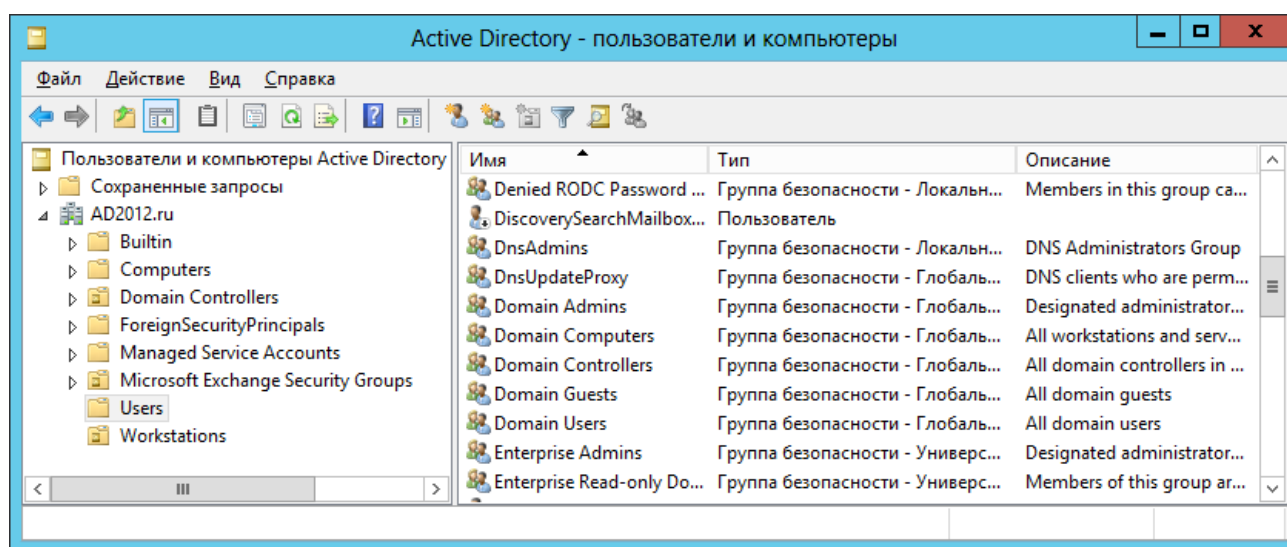 Active Directory - пользователи и компьютеры
Файл Действие Вид Справка
Пользователи и компьютеры Active Directory
Сохраненные запросы
AD2012.ru
Builtin
Computers
Domain Controllers
ForeignSecurityPrincipals
Managed Service Accounts
Microsoft Exchange Security Groups
Users
Workstations
Имя Тип Описание
Denied RODC Password ... Группа безопасности - Локальн... Members in this group ca...
DiscoverySearchMailbox... Пользователь
DnsAdmins Группа безопасности - Локальн... DNS Administrators Group
DnsUpdateProxy Группа безопасности - Глобаль... DNS clients who are perm...
Domain Admins Группа безопасности - Глобаль... Designated administrator...
Domain Computers Группа безопасности - Глобаль... All workstations and serv...
Domain Controllers Группа безопасности - Глобаль... All domain controllers in ...
Domain Guests Группа безопасности - Глобаль... All domain guests
Domain Users Группа безопасности - Глобаль... All domain users
Enterprise Admins Группа безопасности - Универс... Designated administrator...
Enterprise Read-only Do... Группа безопасности - Универс... Members of this group ar...